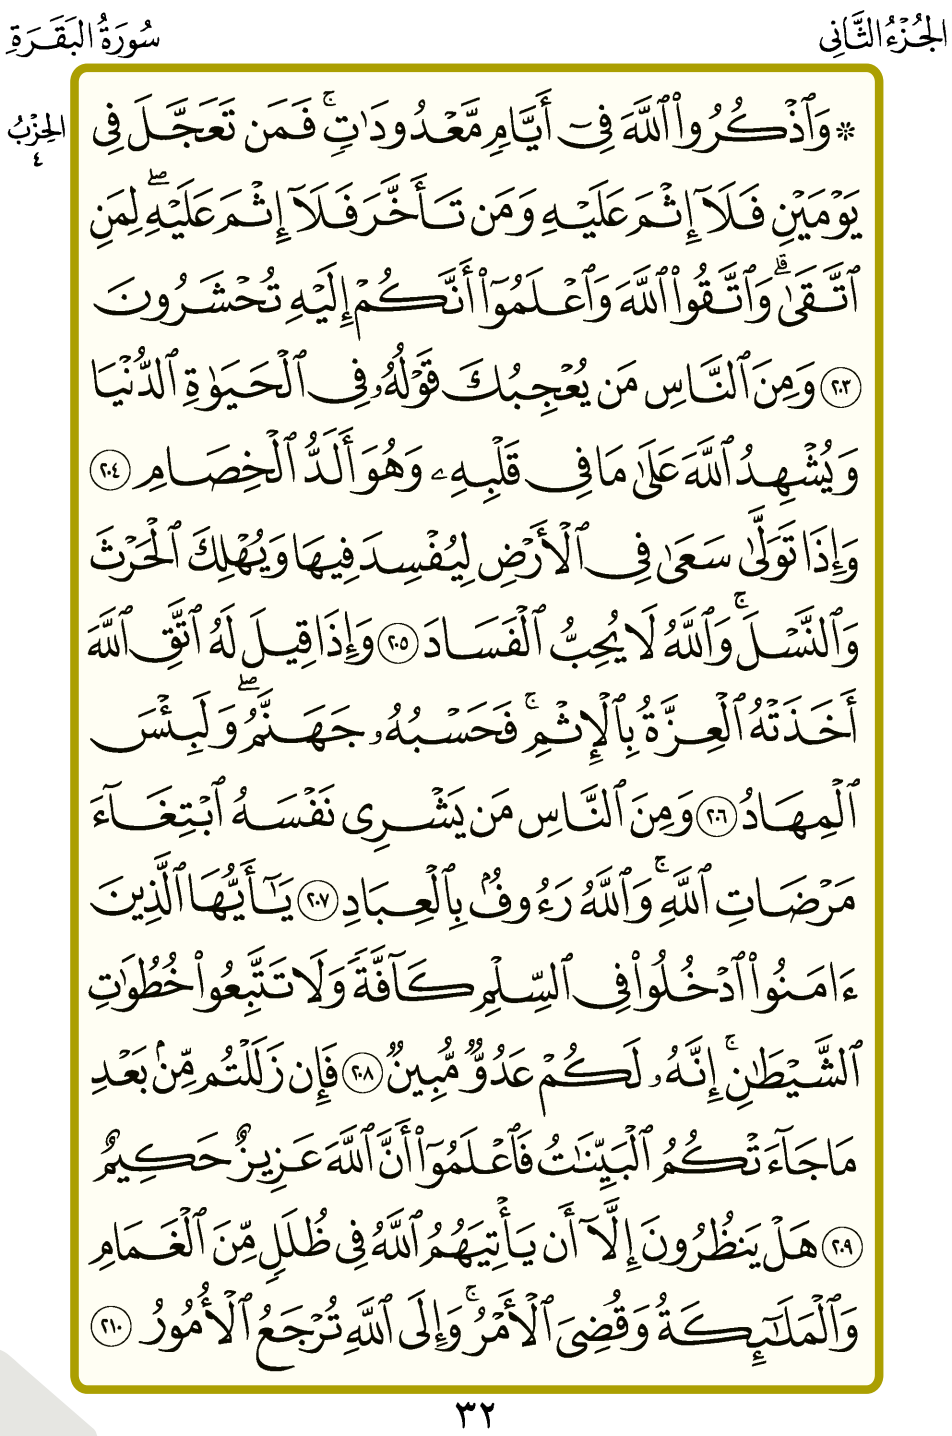 الجُزْءُ الثَّانِي
سُورَةُ البَقَرَةِ
الحِزْبُ
٤
۞ وَٱذْكُرُوا۟ ٱللَّهَ فِىٓ أَيَّامٍ مَّعْدُودَٰتٍ ۚ فَمَن تَعَجَّلَ فِى
يَوْمَيْنِ فَلَآ إِثْمَ عَلَيْهِ وَمَن تَأَخَّرَ فَلَآ إِثْمَ عَلَيْهِ ۖ لِمَنِ
ٱتَّقَىٰ ۗ وَٱتَّقُوا۟ ٱللَّهَ وَٱعْلَمُوٓا۟ أَنَّكُمْ إِلَيْهِ تُحْشَرُونَ
٢٠٣ وَمِنَ ٱلنَّاسِ مَن يُعْجِبُكَ قَوْلُهُۥ فِى ٱلْحَيَوٰةِ ٱلدُّنْيَا
وَيُشْهِدُ ٱللَّهَ عَلَىٰ مَا فِى قَلْبِهِۦ وَهُوَ أَلَدُّ ٱلْخِصَامِ ٢٠٤
وَإِذَا تَوَلَّىٰ سَعَىٰ فِى ٱلْأَرْضِ لِيُفْسِدَ فِيهَا وَيُهْلِكَ ٱلْحَرْثَ
وَٱلنَّسْلَ ۚ وَٱللَّهُ لَا يُحِبُّ ٱلْفَسَادَ ٢٠٥ وَإِذَا قِيلَ لَهُ ٱتَّقِ ٱللَّهَ
أَخَذَتْهُ ٱلْعِزَّةُ بِٱلْإِثْمِ ۚ فَحَسْبُهُۥ جَهَنَّمُ ۖ وَلَبِئْسَ
ٱلْمِهَادُ ٢٠٦ وَمِنَ ٱلنَّاسِ مَن يَشْرِى نَفْسَهُ ٱبْتِغَآءَ
مَرْضَاتِ ٱللَّهِ ۚ وَٱللَّهُ رَءُوفٌۢ بِٱلْعِبَادِ ٢٠٧ يَٰٓأَيُّهَا ٱلَّذِينَ
ءَامَنُوا۟ ٱدْخُلُوا۟ فِى ٱلسِّلْمِ كَآفَّةً وَلَا تَتَّبِعُوا۟ خُطُوَٰتِ
ٱلشَّيْطَٰنِ ۚ إِنَّهُۥ لَكُمْ عَدُوٌّ مُّبِينٌ ٢٠٨ فَإِن زَلَلْتُم مِّنۢ بَعْدِ
مَا جَآءَتْكُمُ ٱلْبَيِّنَٰتُ فَٱعْلَمُوٓا۟ أَنَّ ٱللَّهَ عَزِيزٌ حَكِيمٌ
٢٠٩ هَلْ يَنظُرُونَ إِلَّآ أَن يَأْتِيَهُمُ ٱللَّهُ فِى ظُلَلٍ مِّنَ ٱلْغَمَامِ
وَٱلْمَلَٰٓئِكَةُ وَقُضِىَ ٱلْأَمْرُ ۚ وَإِلَى ٱللَّهِ تُرْجَعُ ٱلْأُمُورُ ٢١٠
٣٢